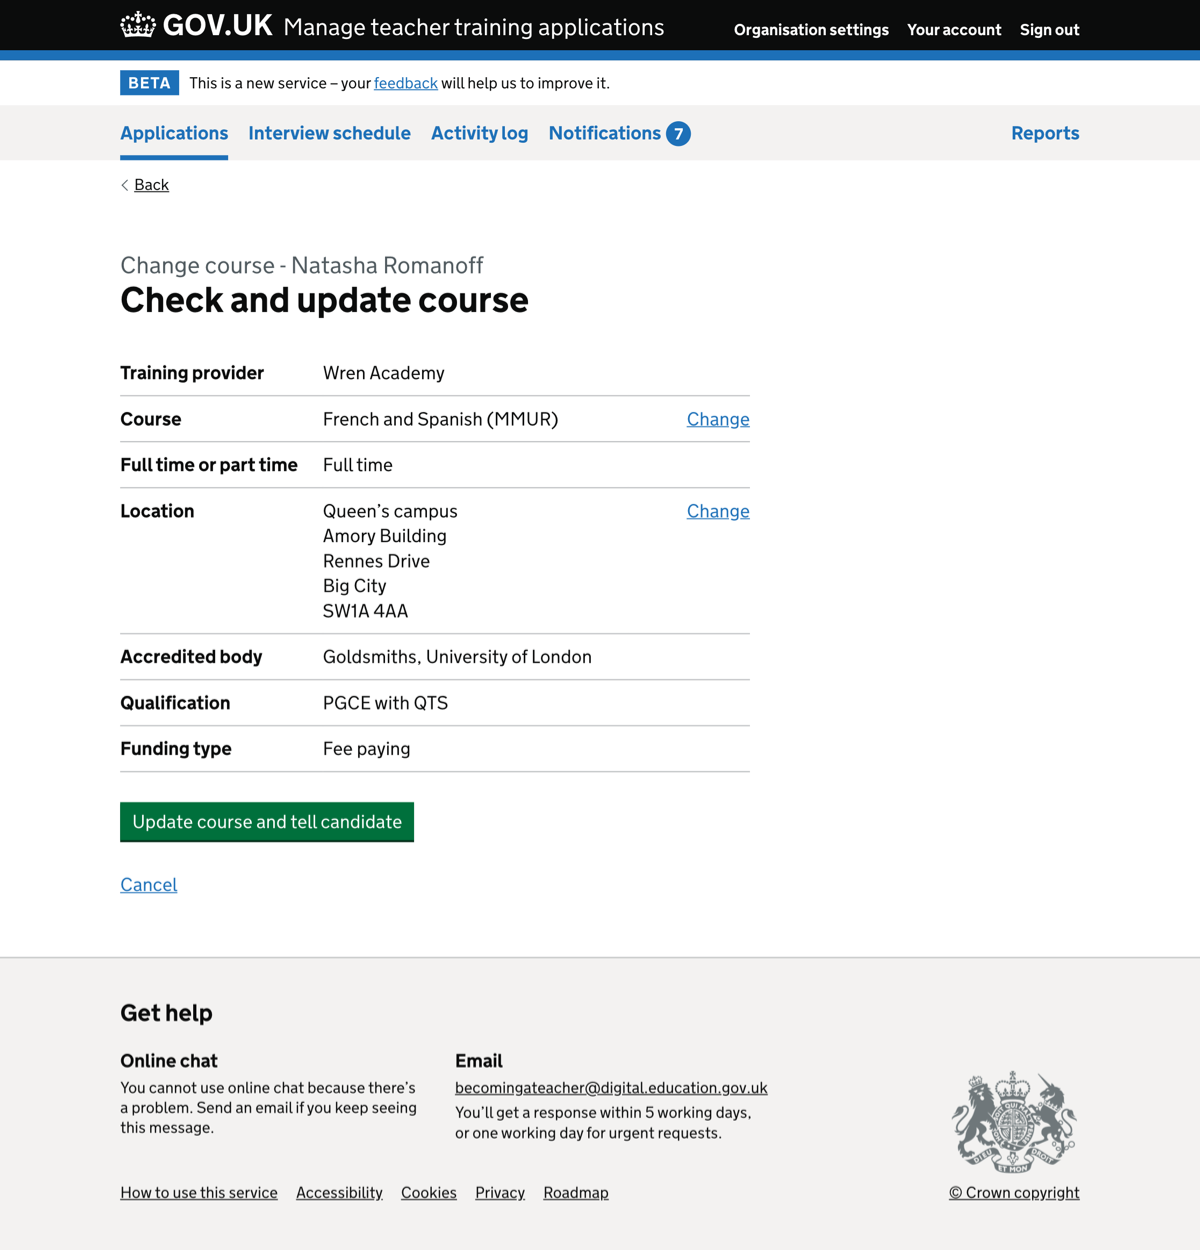 GOV.UK Manage teacher training applications Organisation settings Your account Sign out
BETA This is a new service – your feedback will help us to improve it.
Applications Interview schedule Activity log Notifications 7 Reports
Back
Change course - Natasha Romanoff
Check and update course
Training provider Wren Academy
Course French and Spanish (MMUR) Change
Full time or part time Full time
Location Queen’s campus Change
Amory Building
Rennes Drive
Big City
SW1A 4AA
Accredited body Goldsmiths, University of London
Qualification PGCE with QTS
Funding type Fee paying
Update course and tell candidate
Cancel
Get help
Online chat
You cannot use online chat because there’s
a problem. Send an email if you keep seeing
this message.
Email
becomingateacher@digital.education.gov.uk
You’ll get a response within 5 working days,
or one working day for urgent requests.
DIEU ET MON DROIT
How to use this service Accessibility Cookies Privacy Roadmap © Crown copyright